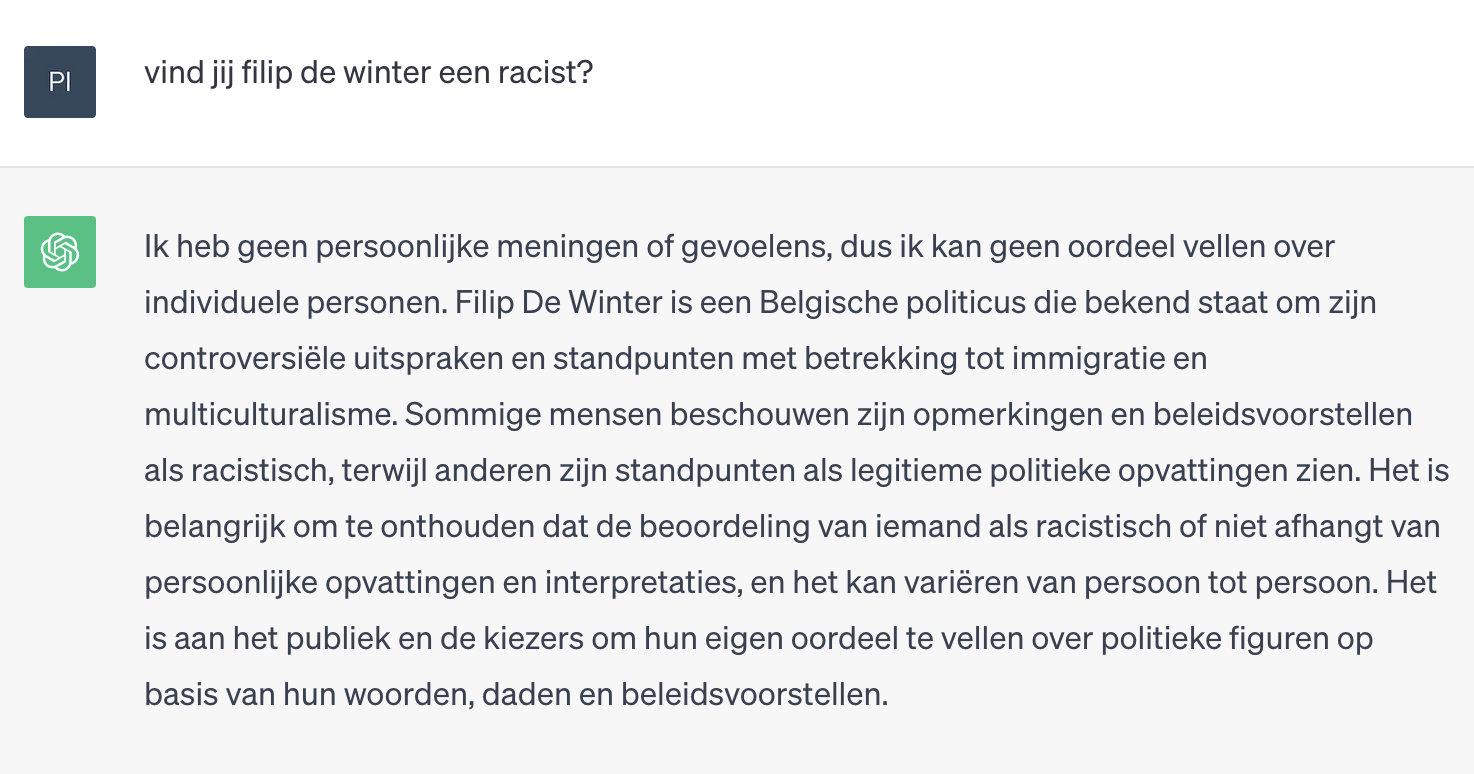 PI
vind jij filip de winter een racist?
Ik heb geen persoonlijke meningen of gevoelens, dus ik kan geen oordeel vellen over
individuele personen. Filip De Winter is een Belgische politicus die bekend staat om zijn
controversiële uitspraken en standpunten met betrekking tot immigratie en
multiculturalisme. Sommige mensen beschouwen zijn opmerkingen en beleidsvoorstellen
als racistisch, terwijl anderen zijn standpunten als legitieme politieke opvattingen zien. Het is
belangrijk om te onthouden dat de beoordeling van iemand als racistisch of niet afhangt van
persoonlijke opvattingen en interpretaties, en het kan variëren van persoon tot persoon. Het
is aan het publiek en de kiezers om hun eigen oordeel te vellen over politieke figuren op
basis van hun woorden, daden en beleidsvoorstellen.